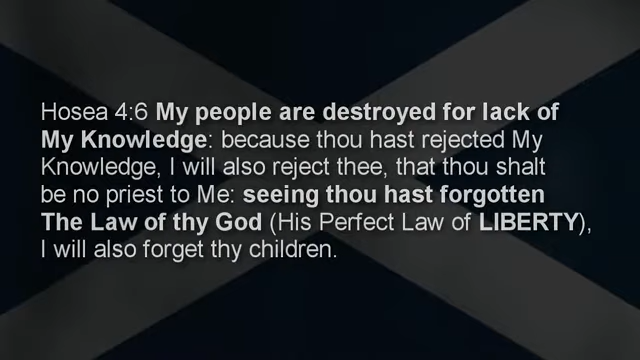 Hosea 4:6 My people are destroyed for lack of
My Knowledge: because thou hast rejected My
Knowledge, I will also reject thee, that thou shalt
be no priest to Me: seeing thou hast forgotten
The Law of thy God (His Perfect Law of LIBERTY),
I will also forget thy children.